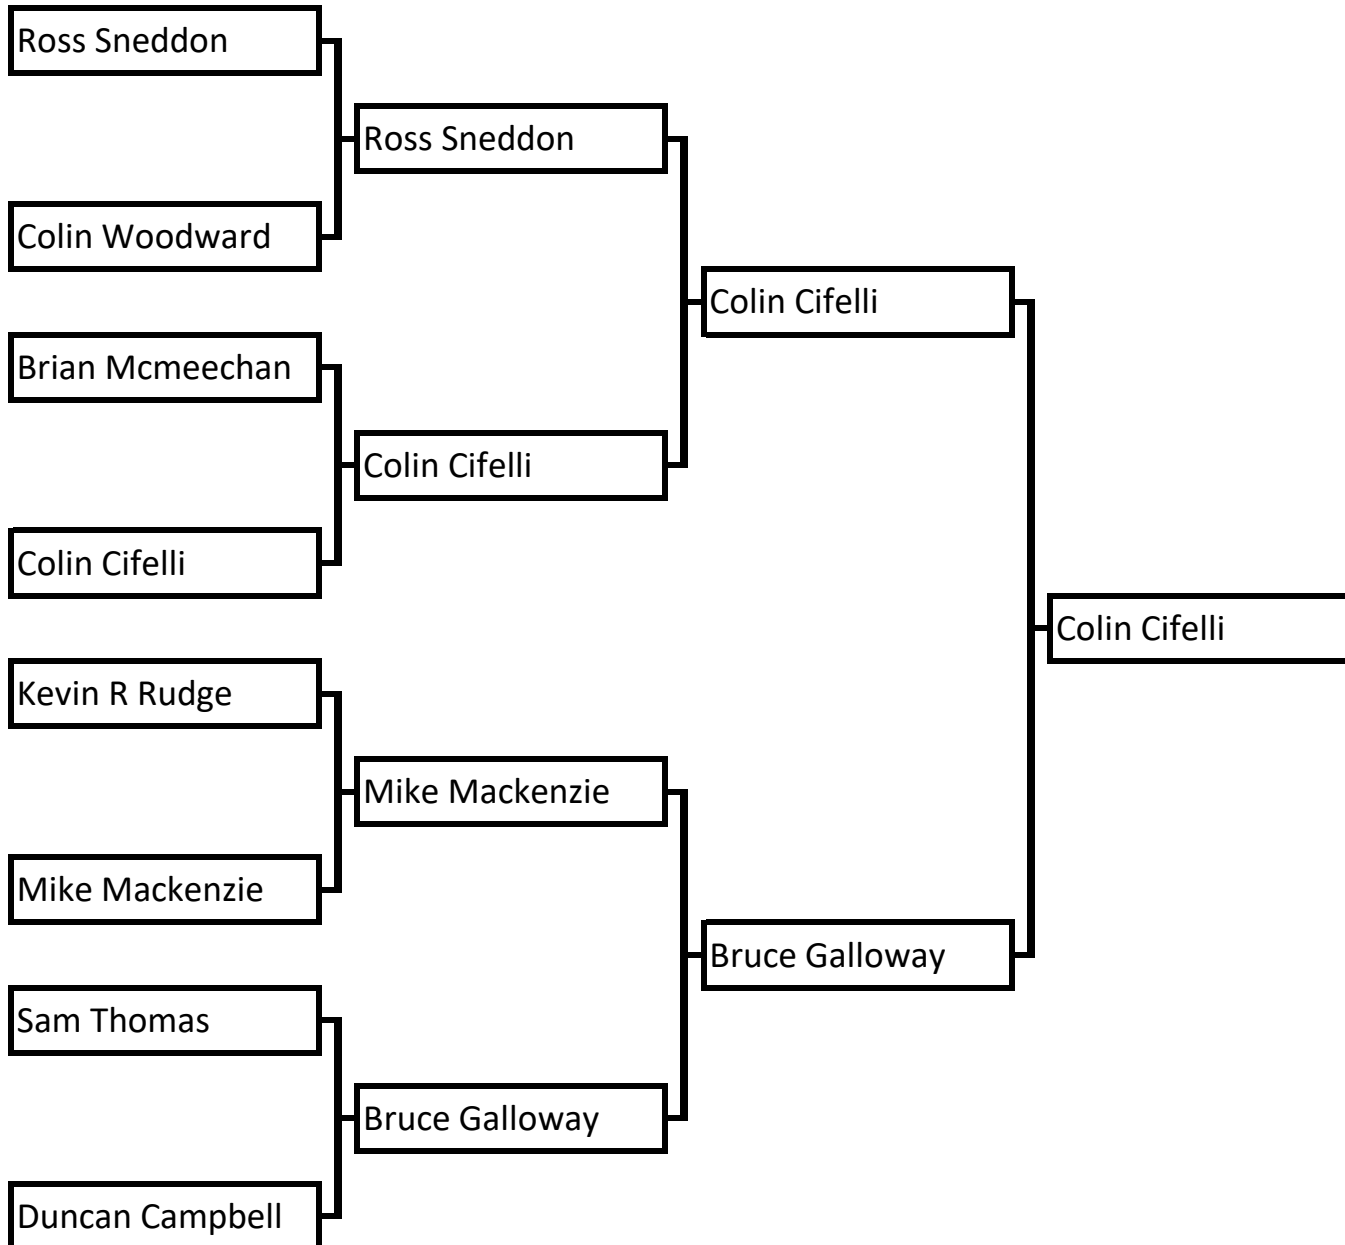 Ross Sneddon
Colin Woodward
Brian Mcmeechan
Colin Cifelli
Kevin R Rudge
Mike Mackenzie
Sam Thomas
Duncan Campbell
Ross Sneddon
Colin Cifelli
Mike Mackenzie
Bruce Galloway
Colin Cifelli
Bruce Galloway
Colin Cifelli